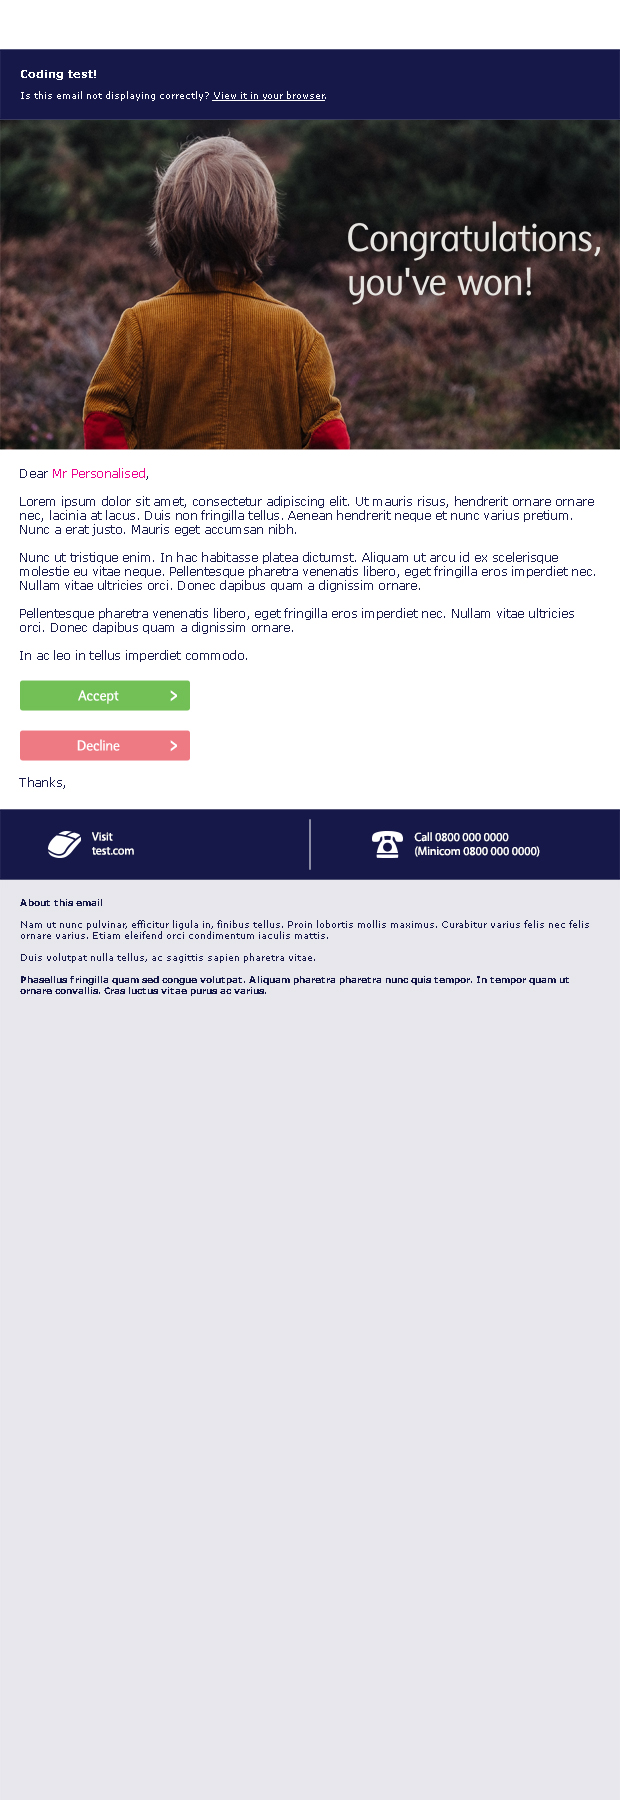 Coding test!
Is this email not displaying correctly? View it in your browser.
Congratulations,
you've won!
Dear Mr Personalised,
Lorem ipsum dolor sit amet, consectetur adipiscing elit. Ut mauris risus, hendrerit ornare ornare
nec, lacinia at lacus. Duis non fringilla tellus. Aenean hendrerit neque et nunc varius pretium.
Nunc a erat justo. Mauris eget accumsan nibh.
Nunc ut tristique enim. In hac habitasse platea dictumst. Aliquam ut arcu id ex scelerisque
molestie eu vitae neque. Pellentesque pharetra venenatis libero, eget fringilla eros imperdiet nec.
Nullam vitae ultricies orci. Donec dapibus quam a dignissim ornare.
Pellentesque pharetra venenatis libero, eget fringilla eros imperdiet nec. Nullam vitae ultricies
orci. Donec dapibus quam a dignissim ornare.
In ac leo in tellus imperdiet commodo.
Accept
Decline
Thanks,
Visit
test.com
Call 0800 000 0000
(Minicom 0800 000 0000)
About this email
Nam ut nunc pulvinar, efficitur ligula in, finibus tellus. Proin lobortis mollis maximus. Curabitur varius felis nec felis
ornare varius. Etiam eleifend orci condimentum iaculis mattis.
Duis volutpat nulla tellus, ac sagittis sapien pharetra vitae.
Phasellus fringilla quam sed congue volutpat. Aliquam pharetra pharetra nunc quis tempor. In tempor quam ut
ornare convallis. Cras luctus vitae purus ac varius.